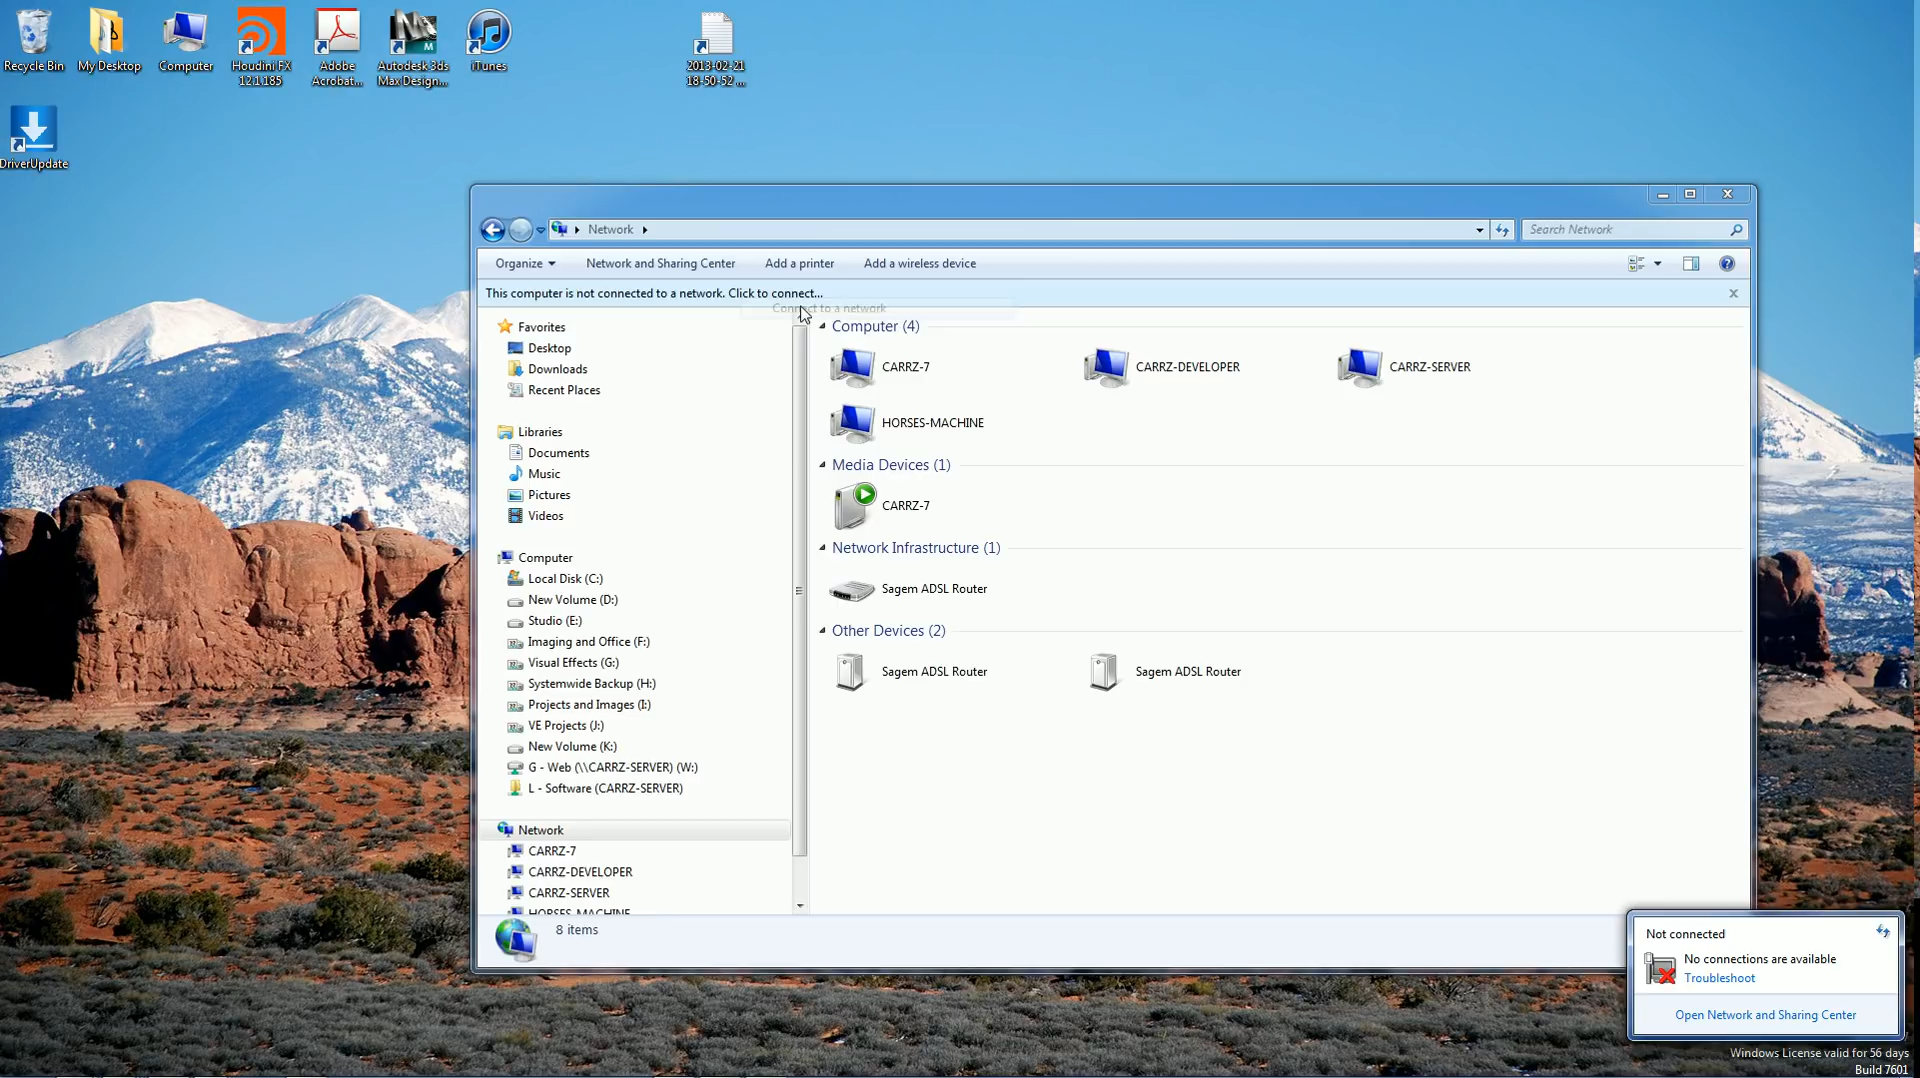 Recycle Bin
My Desktop
Computer
Houdini FX
12.1.185
Adobe
Acrobat...
Autodesk 3ds
Max Design...
iTunes
2013-02-21
18-50-52 ...
DriverUpdate
Network
Search Network
Organize
Network and Sharing Center
Add a printer
Add a wireless device
This computer is not connected to a network. Click to connect...
Connect to a network
Favorites
Desktop
Downloads
Recent Places
Libraries
Documents
Music
Pictures
Videos
Computer
Local Disk (C:)
New Volume (D:)
Studio (E:)
Imaging and Office (F:)
Visual Effects (G:)
Systemwide Backup (H:)
Projects and Images (I:)
VE Projects (J:)
New Volume (K:)
G - Web (\\CARRZ-SERVER) (W:)
L - Software (CARRZ-SERVER)
Network
CARRZ-7
CARRZ-DEVELOPER
CARRZ-SERVER
HORSES-MACHINE
Computer (4)
CARRZ-7
CARRZ-DEVELOPER
CARRZ-SERVER
HORSES-MACHINE
Media Devices (1)
CARRZ-7
Network Infrastructure (1)
Sagem ADSL Router
Other Devices (2)
Sagem ADSL Router
Sagem ADSL Router
8 items
Not connected
No connections are available
Troubleshoot
Open Network and Sharing Center
Windows License valid for 56 days
Build 7601